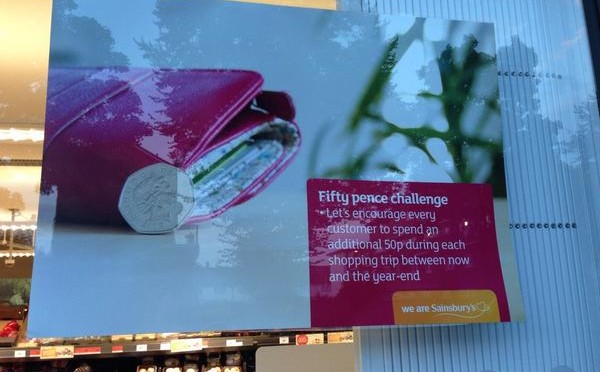 Fifty pence challenge
• Let's encourage every
customer to spend an
additional 50p during each
shopping trip between now
and the year-end
we are Sainsbury's